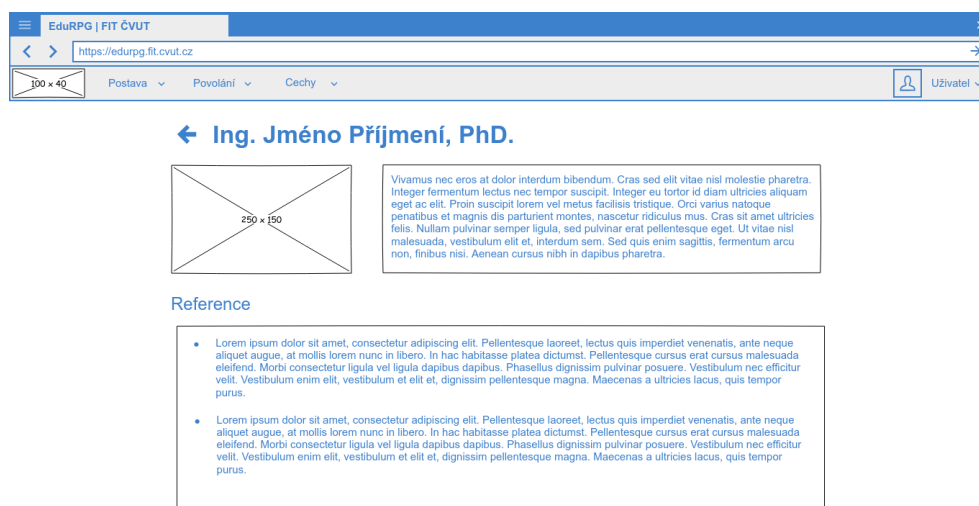 EduRPG | FIT ČVUT
https://edurpg.fit.cvut.cz
100 x 40
Postava
Povolání
Cechy
Uživatel
Ing. Jméno Příjmení, PhD.
250 x 150
Vivamus nec eros at dolor interdum bibendum. Cras sed elit vitae nisl molestie pharetra.
Integer fermentum lectus nec tempor suscipit. Integer eu tortor id diam ultricies aliquam
eget ac elit. Proin suscipit lorem vel metus facilisis tristique. Orci varius natoque
penatibus et magnis dis parturient montes, nascetur ridiculus mus. Cras sit amet ultricies
felis. Nullam pulvinar semper ligula, sed pulvinar erat pellentesque eget. Ut vitae nisl
malesuada, vestibulum elit et, interdum sem. Sed quis enim sagittis, fermentum arcu
non, finibus nisi. Aenean cursus nibh in dapibus pharetra.
Reference
Lorem ipsum dolor sit amet, consectetur adipiscing elit. Pellentesque laoreet, lectus quis imperdiet venenatis, ante neque
aliquet augue, at mollis lorem nunc in libero. In hac habitasse platea dictumst. Pellentesque cursus erat cursus malesuada
eleifend. Morbi consectetur ligula vel ligula dapibus dapibus. Phasellus dignissim pulvinar posuere. Vestibulum nec efficitur
velit. Vestibulum enim elit, vestibulum et elit et, dignissim pellentesque magna. Maecenas a ultricies lacus, quis tempor
purus.
Lorem ipsum dolor sit amet, consectetur adipiscing elit. Pellentesque laoreet, lectus quis imperdiet venenatis, ante neque
aliquet augue, at mollis lorem nunc in libero. In hac habitasse platea dictumst. Pellentesque cursus erat cursus malesuada
eleifend. Morbi consectetur ligula vel ligula dapibus dapibus. Phasellus dignissim pulvinar posuere. Vestibulum nec efficitur
velit. Vestibulum enim elit, vestibulum et elit et, dignissim pellentesque magna. Maecenas a ultricies lacus, quis tempor
purus.